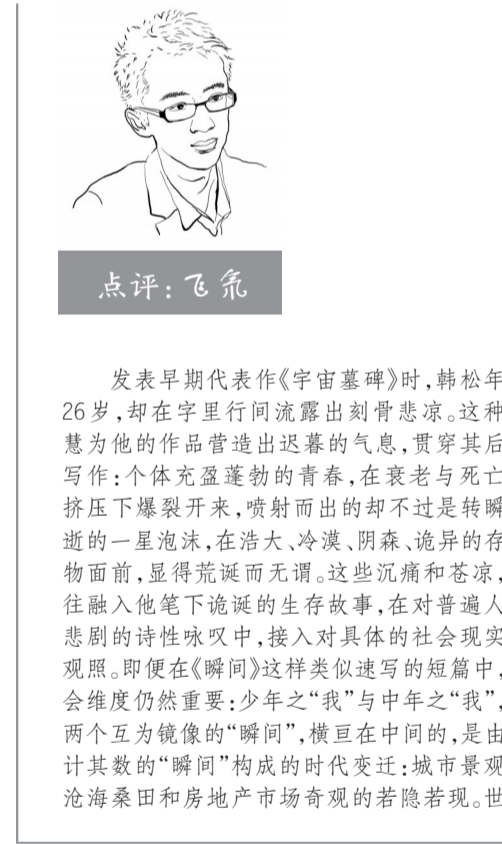 点评：飞氘
发表早期代表作《宇宙墓碑》时，韩松年
26岁，却在字里行间流露出刻骨悲凉。这种
慧为他的作品营造出迟暮的气息，贯穿其后
写作：个体充盈蓬勃的青春，在衰老与死亡
挤压下爆裂开来，喷射而出的却不过是转瞬
逝的一星泡沫，在浩大、冷漠、阴森、诡异的存
物面前，显得荒诞而无谓。这些沉痛和苍凉，
往融入他笔下诡诞的生存故事，在对普遍人
悲剧的诗性咏叹中，接入对具体的社会现实
观照。即便在《瞬间》这样类似速写的短篇中，
会维度仍然重要：少年之“我”与中年之“我”，
两个互为镜像的“瞬间”，横亘在中间的，是由
计其数的“瞬间”构成的时代变迁：城市景观
沧海桑田和房地产市场奇观的若隐若现。世